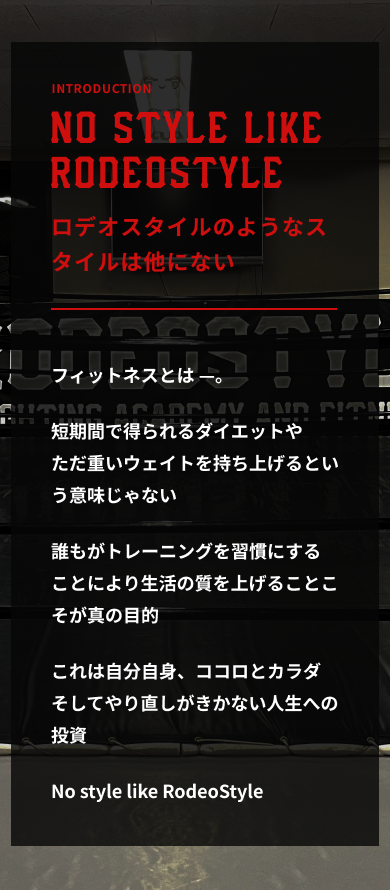 INTRODUCTION
NO STYLE LIKE
RODEOSTYLE
ロデオスタイルのようなス
タイルは他にない
フィットネスとは —。
短期間で得られるダイエットや
ただ重いウェイトを持ち上げるとい
う意味じゃない
誰もがトレーニングを習慣にする
ことにより生活の質を上げることこ
そが真の目的
これは自分自身、ココロとカラダ
そしてやり直しがきかない人生への
投資
No style like RodeoStyle